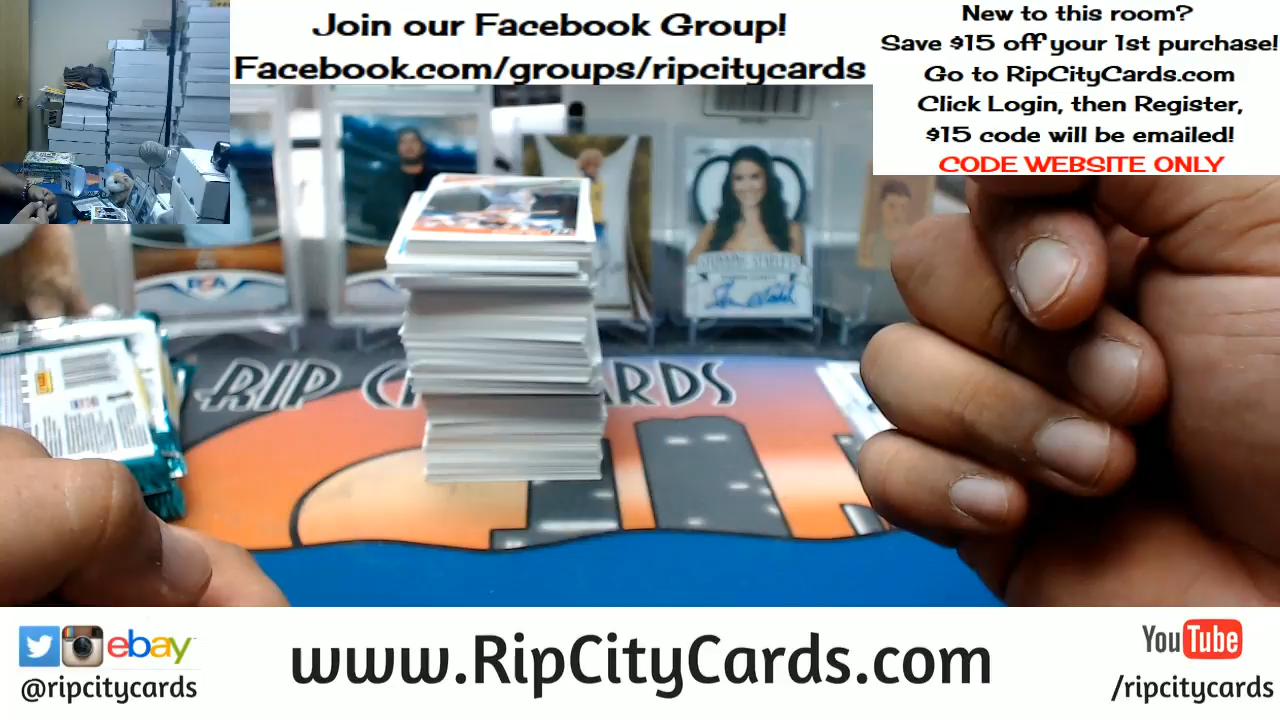 Join our Facebook Group!
Facebook.com/groups/ripcitycards
New to this room?
Save $15 off your 1st purchase!
Go to RipCityCards.com
Click Login, then Register,
$15 code will be emailed!
CODE WEBSITE ONLY
RIP C ARDS
ebay
@ripcitycards
www.RipCityCards.com
YouTube
/ripcitycards